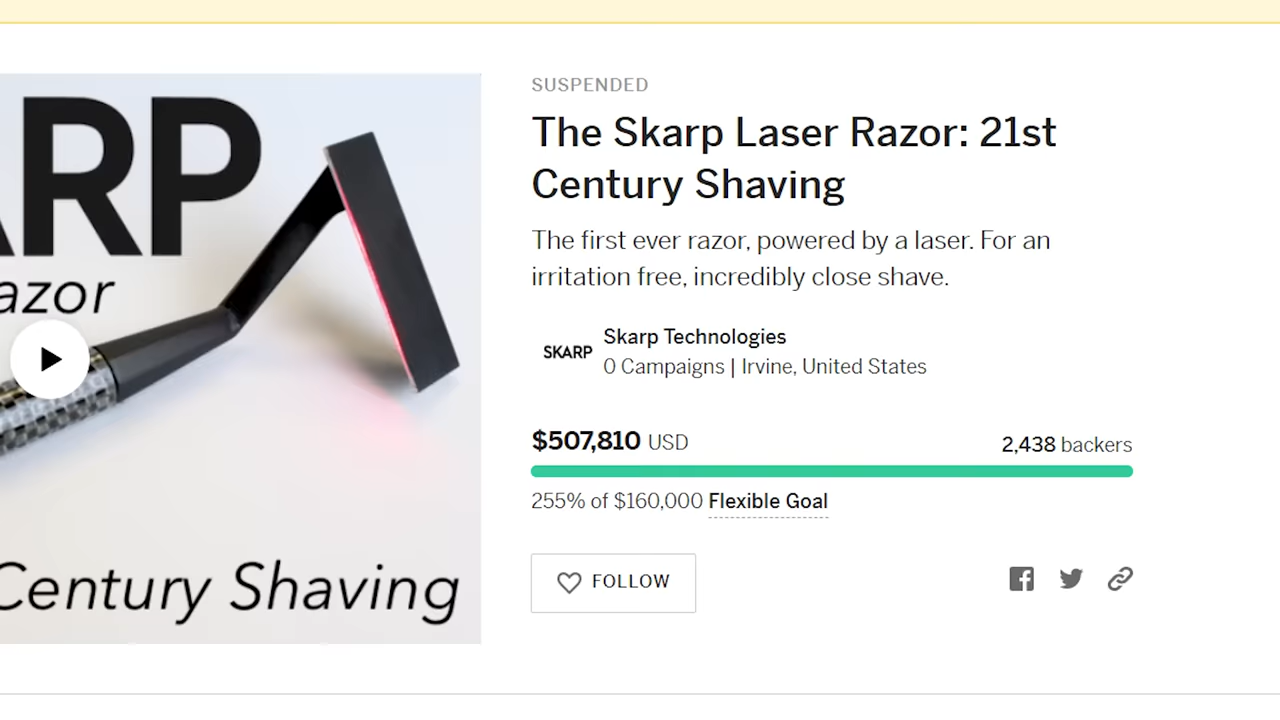 ARP
azor
Century Shaving
SUSPENDED
The Skarp Laser Razor: 21st
Century Shaving
The first ever razor, powered by a laser. For an
irritation free, incredibly close shave.
SKARP
Skarp Technologies
0 Campaigns | Irvine, United States
$507,810 USD
2,438 backers
255% of $160,000 Flexible Goal
FOLLOW